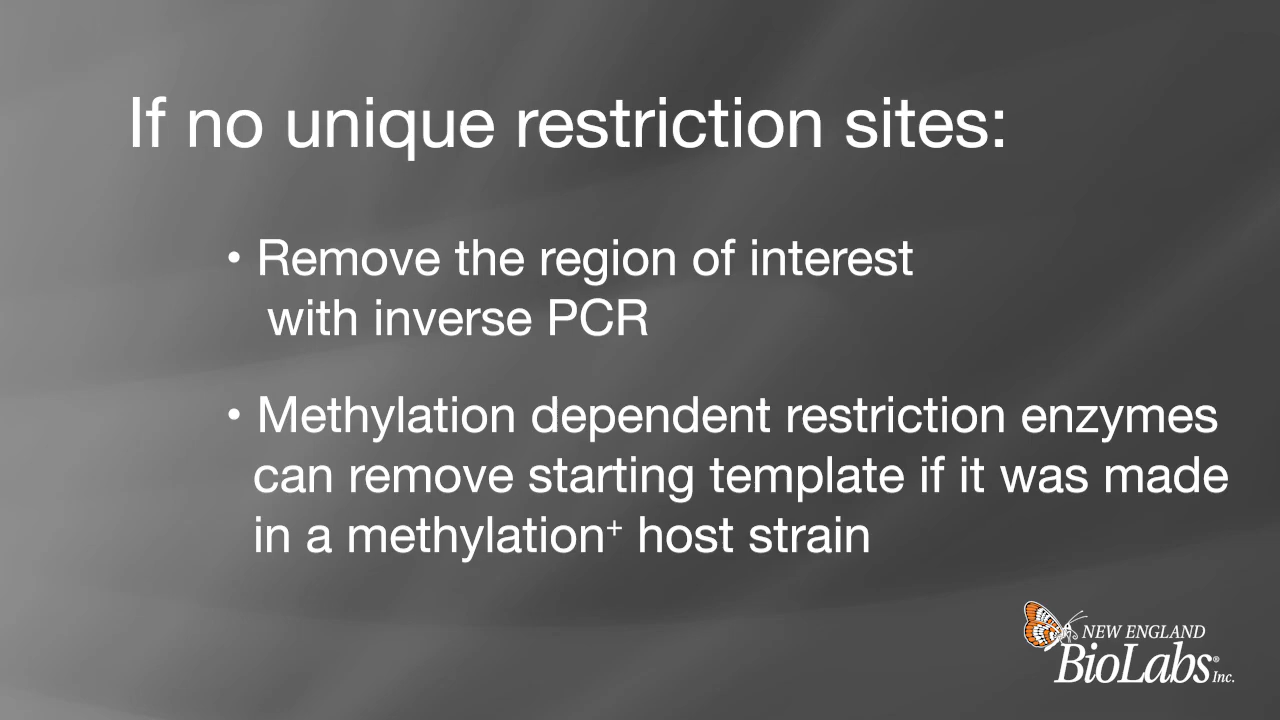 If no unique restriction sites:
• Remove the region of interest
with inverse PCR
• Methylation dependent restriction enzymes
can remove starting template if it was made
in a methylation⁺ host strain
NEW ENGLAND
BioLabs® Inc.